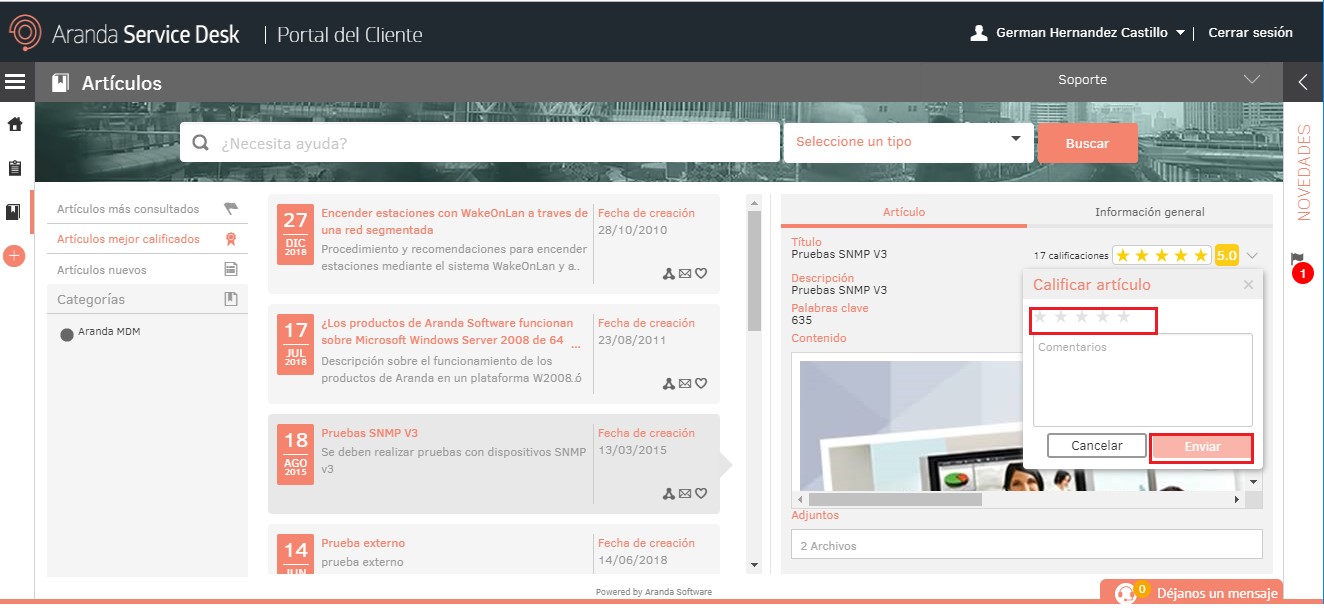 Aranda Service Desk | Portal del Cliente
German Hernandez Castillo | Cerrar sesión
Artículos
Soporte
¿Necesita ayuda?
Seleccione un tipo
Buscar
NOVEDADES
1
Artículos más consultados
Artículos mejor calificados
Artículos nuevos
Categorías
Aranda MDM
27
DIC
2018
Encender estaciones con WakeOnLan a traves de
una red segmentada
Procedimiento y recomendaciones para encender
estaciones mediante el sistema WakeOnLan y a..
Fecha de creación
28/10/2010
17
JUL
2018
¿Los productos de Aranda Software funcionan
sobre Microsoft Windows Server 2008 de 64 ...
Descripción sobre el funcionamiento de los
productos de Aranda en un plataforma W2008 ó
Fecha de creación
23/08/2011
18
AGO
2015
Pruebas SNMP V3
Se deben realizar pruebas con dispositivos SNMP
v3
Fecha de creación
13/03/2015
14
JUN
Prueba externo
prueba externo
Fecha de creación
14/06/2018
Artículo
Información general
Título
Pruebas SNMP V3
17 calificaciones
5.0
Descripción
Pruebas SNMP V3
Palabras clave
635
Contenido
Calificar artículo
Comentarios
Cancelar
Enviar
Adjuntos
2 Archivos
Powered by Aranda Software
0
Déjanos un mensaje